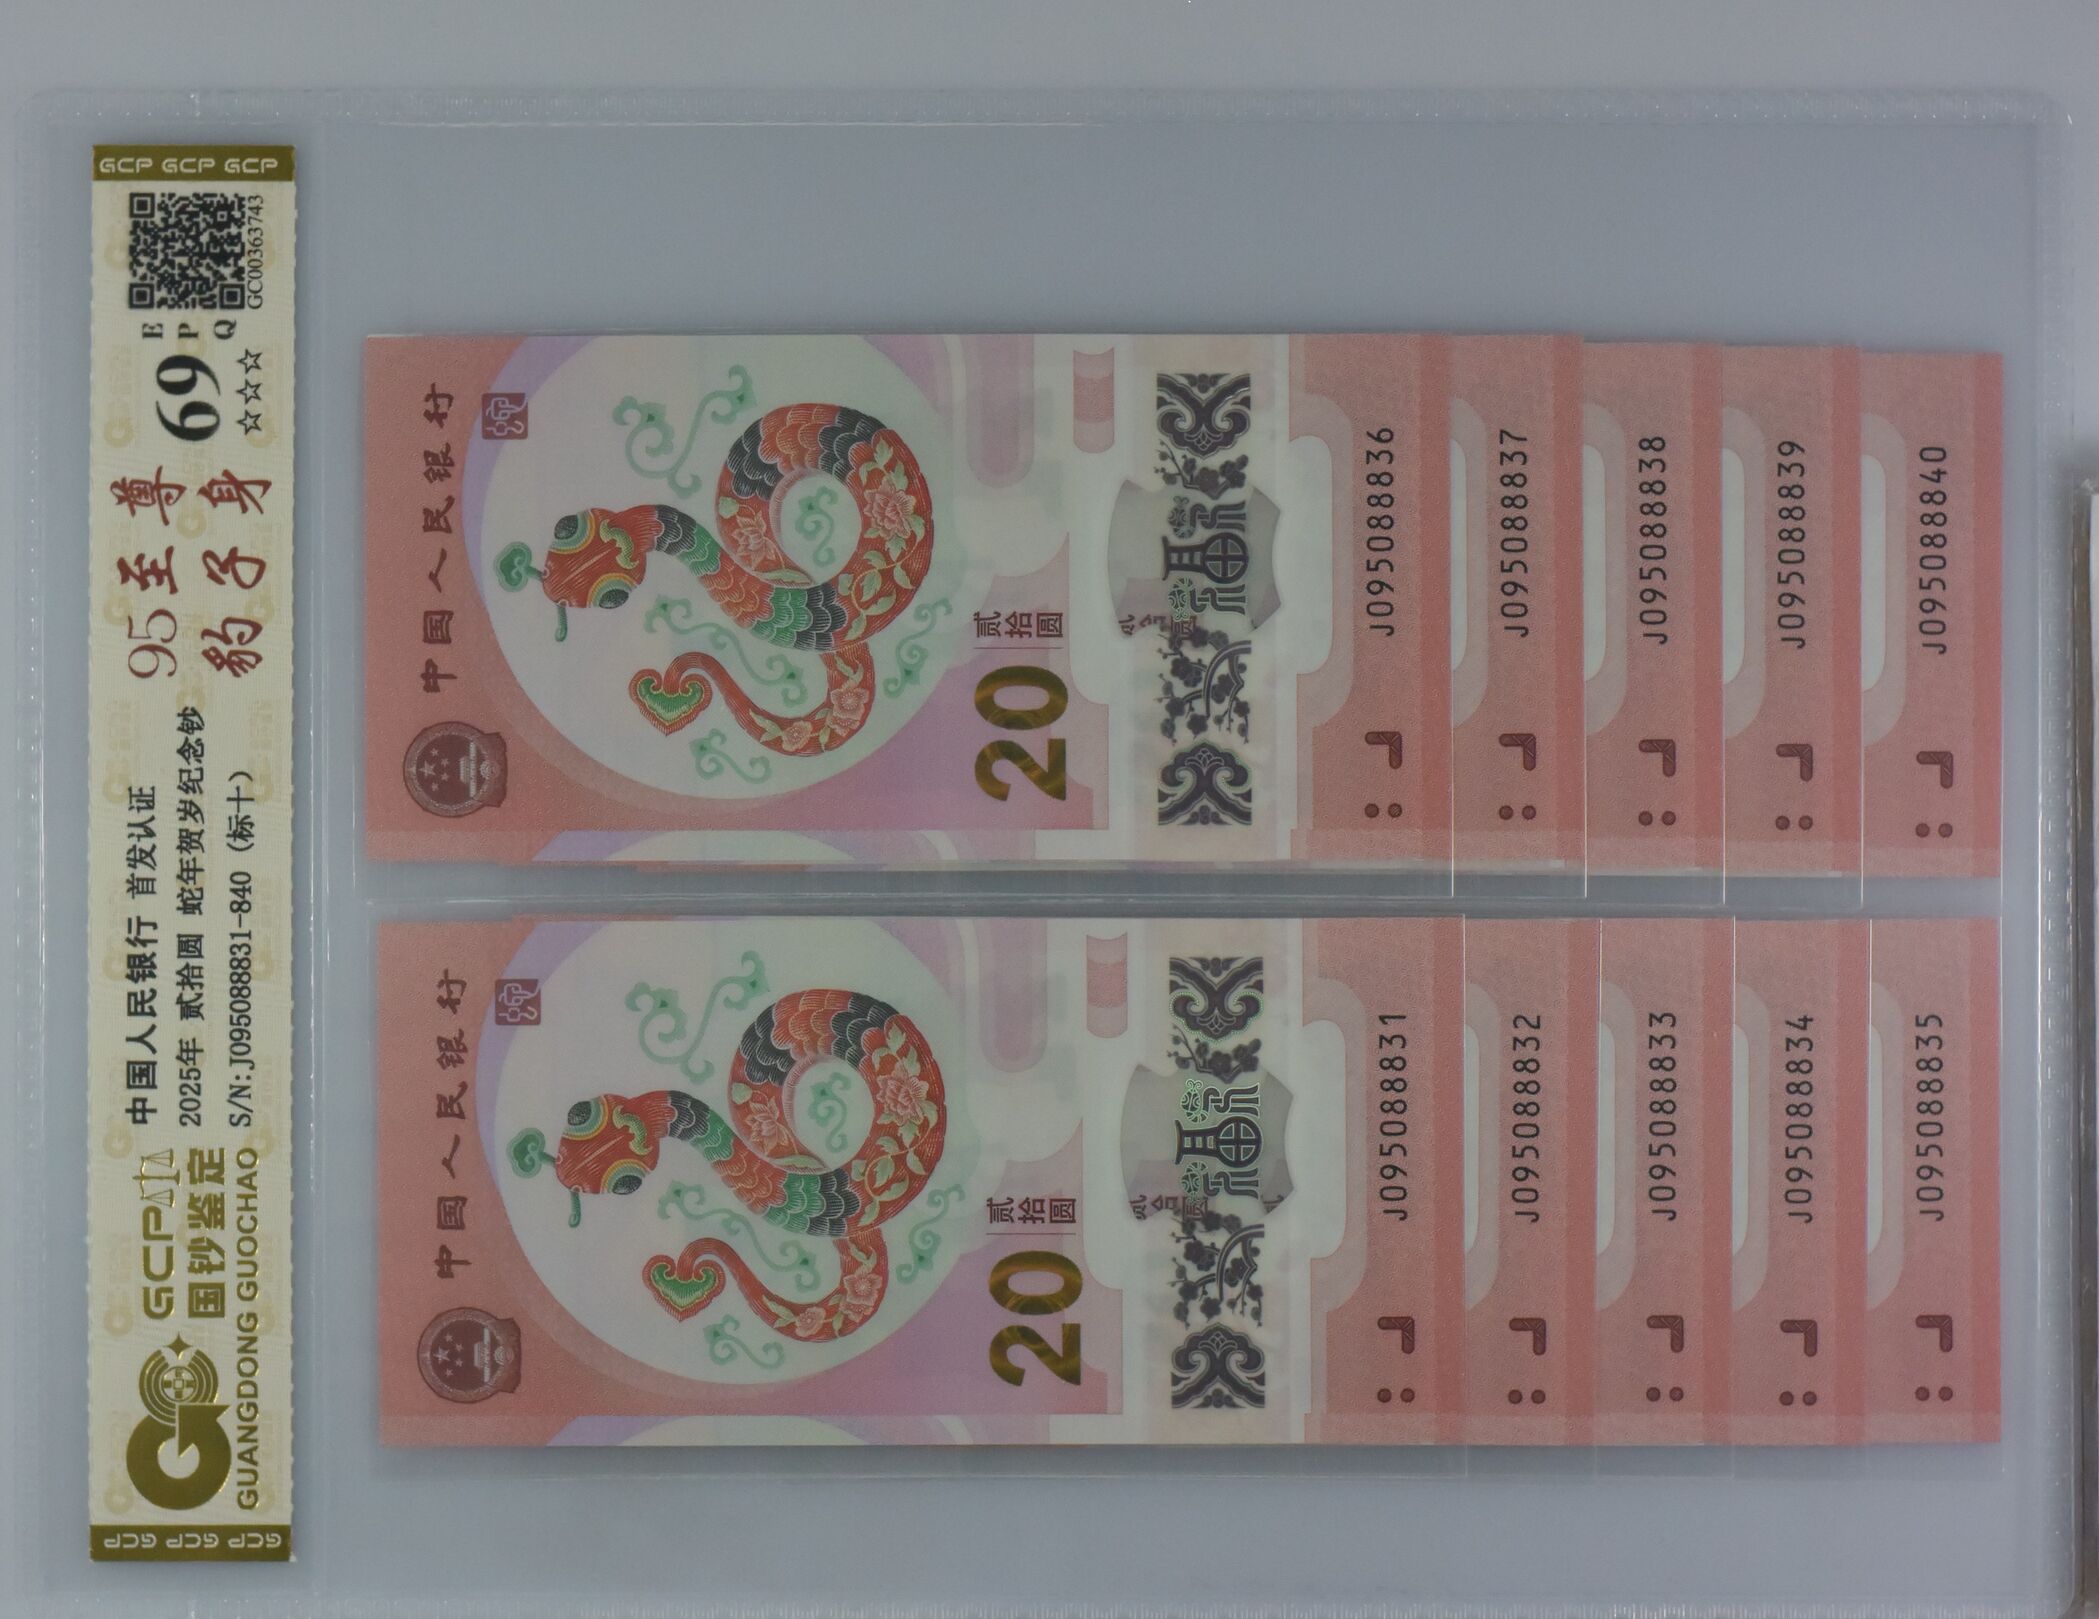 GCP GCP GCP
GCP
国钞鉴定
GUANGDONG GUOCHAO
中国人民银行 首发认证
2025年 贰拾圆 蛇年贺岁纪念钞
S/N:J095088831-840 (标十)
95至尊
豹子身
69
E
P
Q
☆☆☆
GC00363743
GCP GCP GCP
中国人民银行
20
贰拾圆
福
J095088836
J095088837
J095088838
J095088839
J095088840
中国人民银行
20
贰拾圆
福
J095088831
J095088832
J095088833
J095088834
J095088835